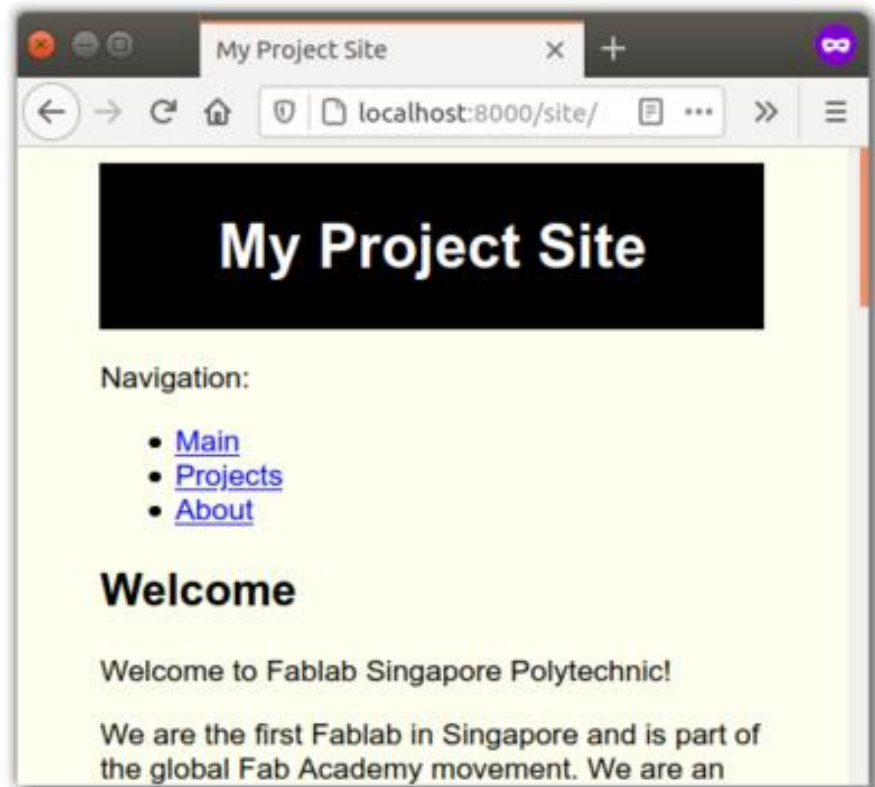 My Project Site
localhost:8000/site/
My Project Site
Navigation:
Main
Projects
About
Welcome
Welcome to Fablab Singapore Polytechnic!
We are the first Fablab in Singapore and is part of
the global Fab Academy movement. We are an